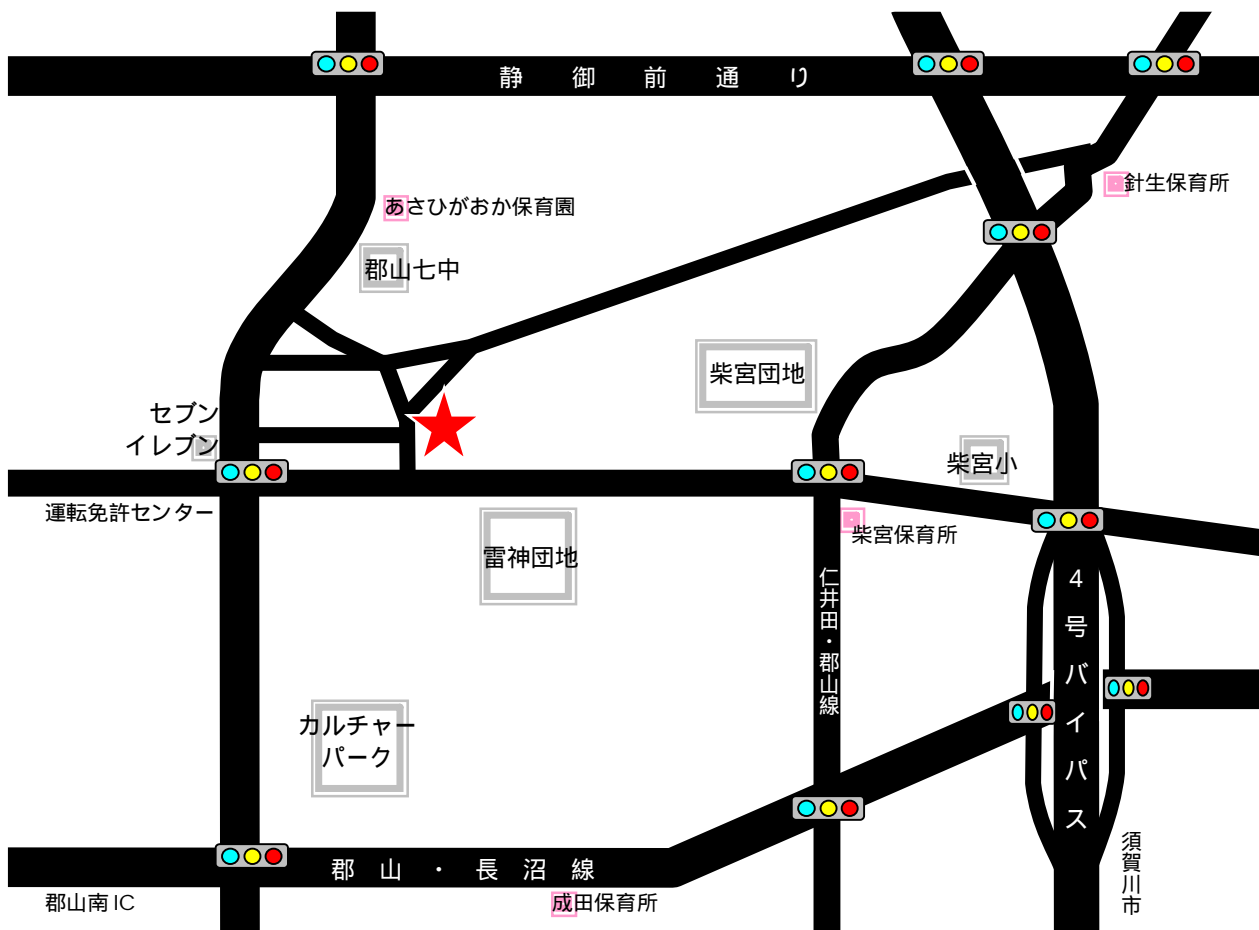 静御前通り
針生保育所
あさひがおか保育園
郡山七中
柴宮団地
セブン
イレブン
柴宮小
運転免許センター
柴宮保育所
雷神団地
仁井田・郡山線
4号バイパス
カルチャー
パーク
須賀川市
郡山・長沼線
郡山南IC
成田保育所